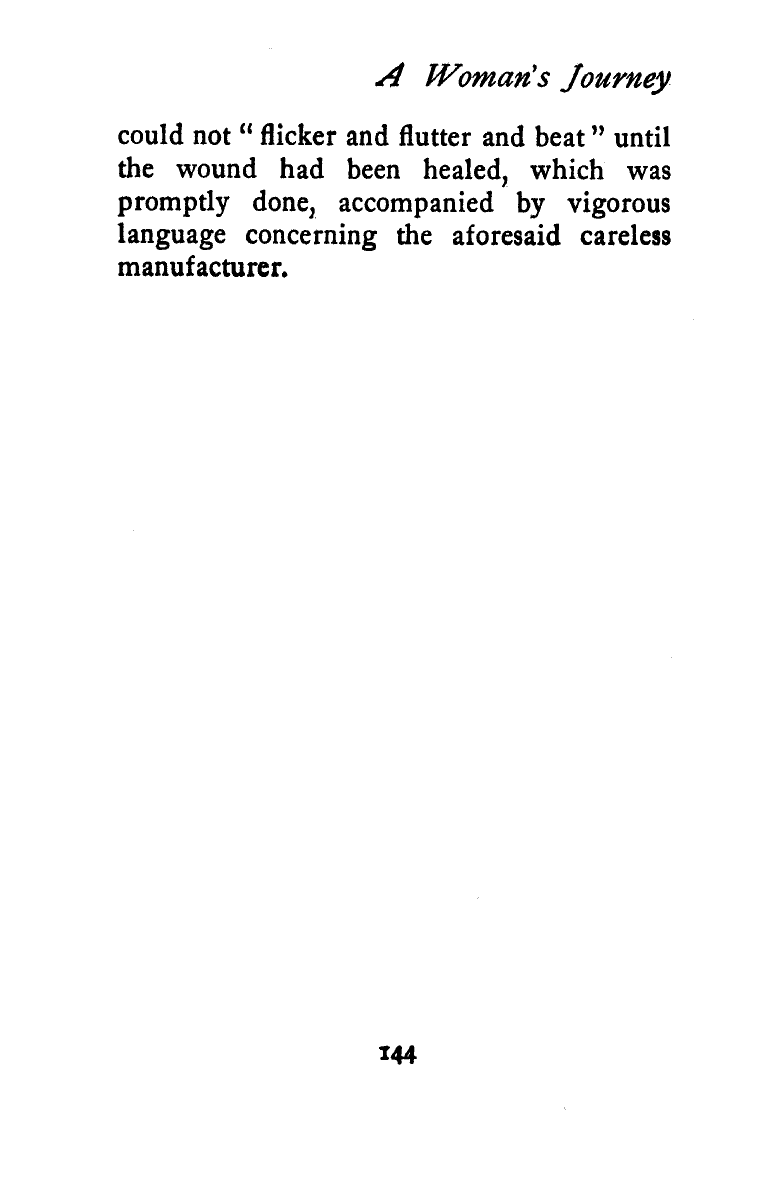 A Woman's Journey
could not “ flicker and flutter and beat ” until
the wound had been healed, which was
promptly done, accompanied by vigorous
language concerning the aforesaid careless
manufacturer.
144